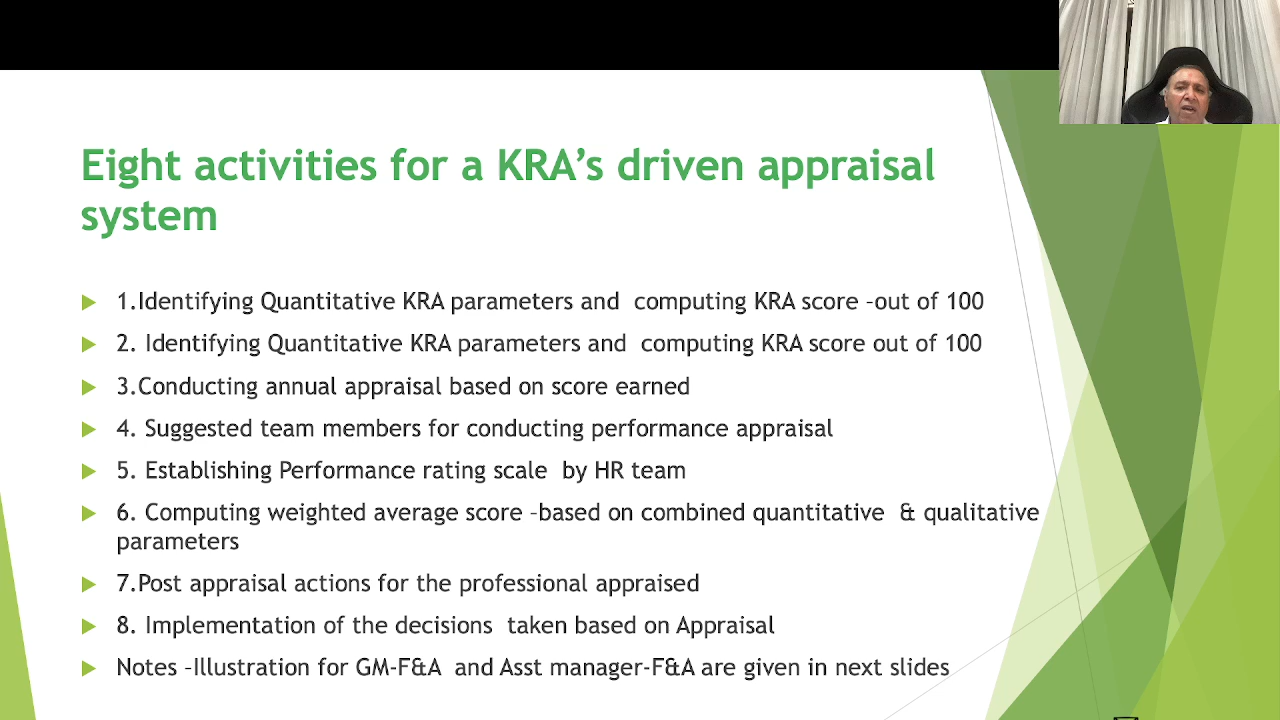 Eight activities for a KRA’s driven appraisal
system
1.Identifying Quantitative KRA parameters and computing KRA score –out of 100
2. Identifying Quantitative KRA parameters and computing KRA score out of 100
3.Conducting annual appraisal based on score earned
4. Suggested team members for conducting performance appraisal
5. Establishing Performance rating scale by HR team
6. Computing weighted average score –based on combined quantitative & qualitative
parameters
7.Post appraisal actions for the professional appraised
8. Implementation of the decisions taken based on Appraisal
Notes –Illustration for GM-F&A and Asst manager-F&A are given in next slides